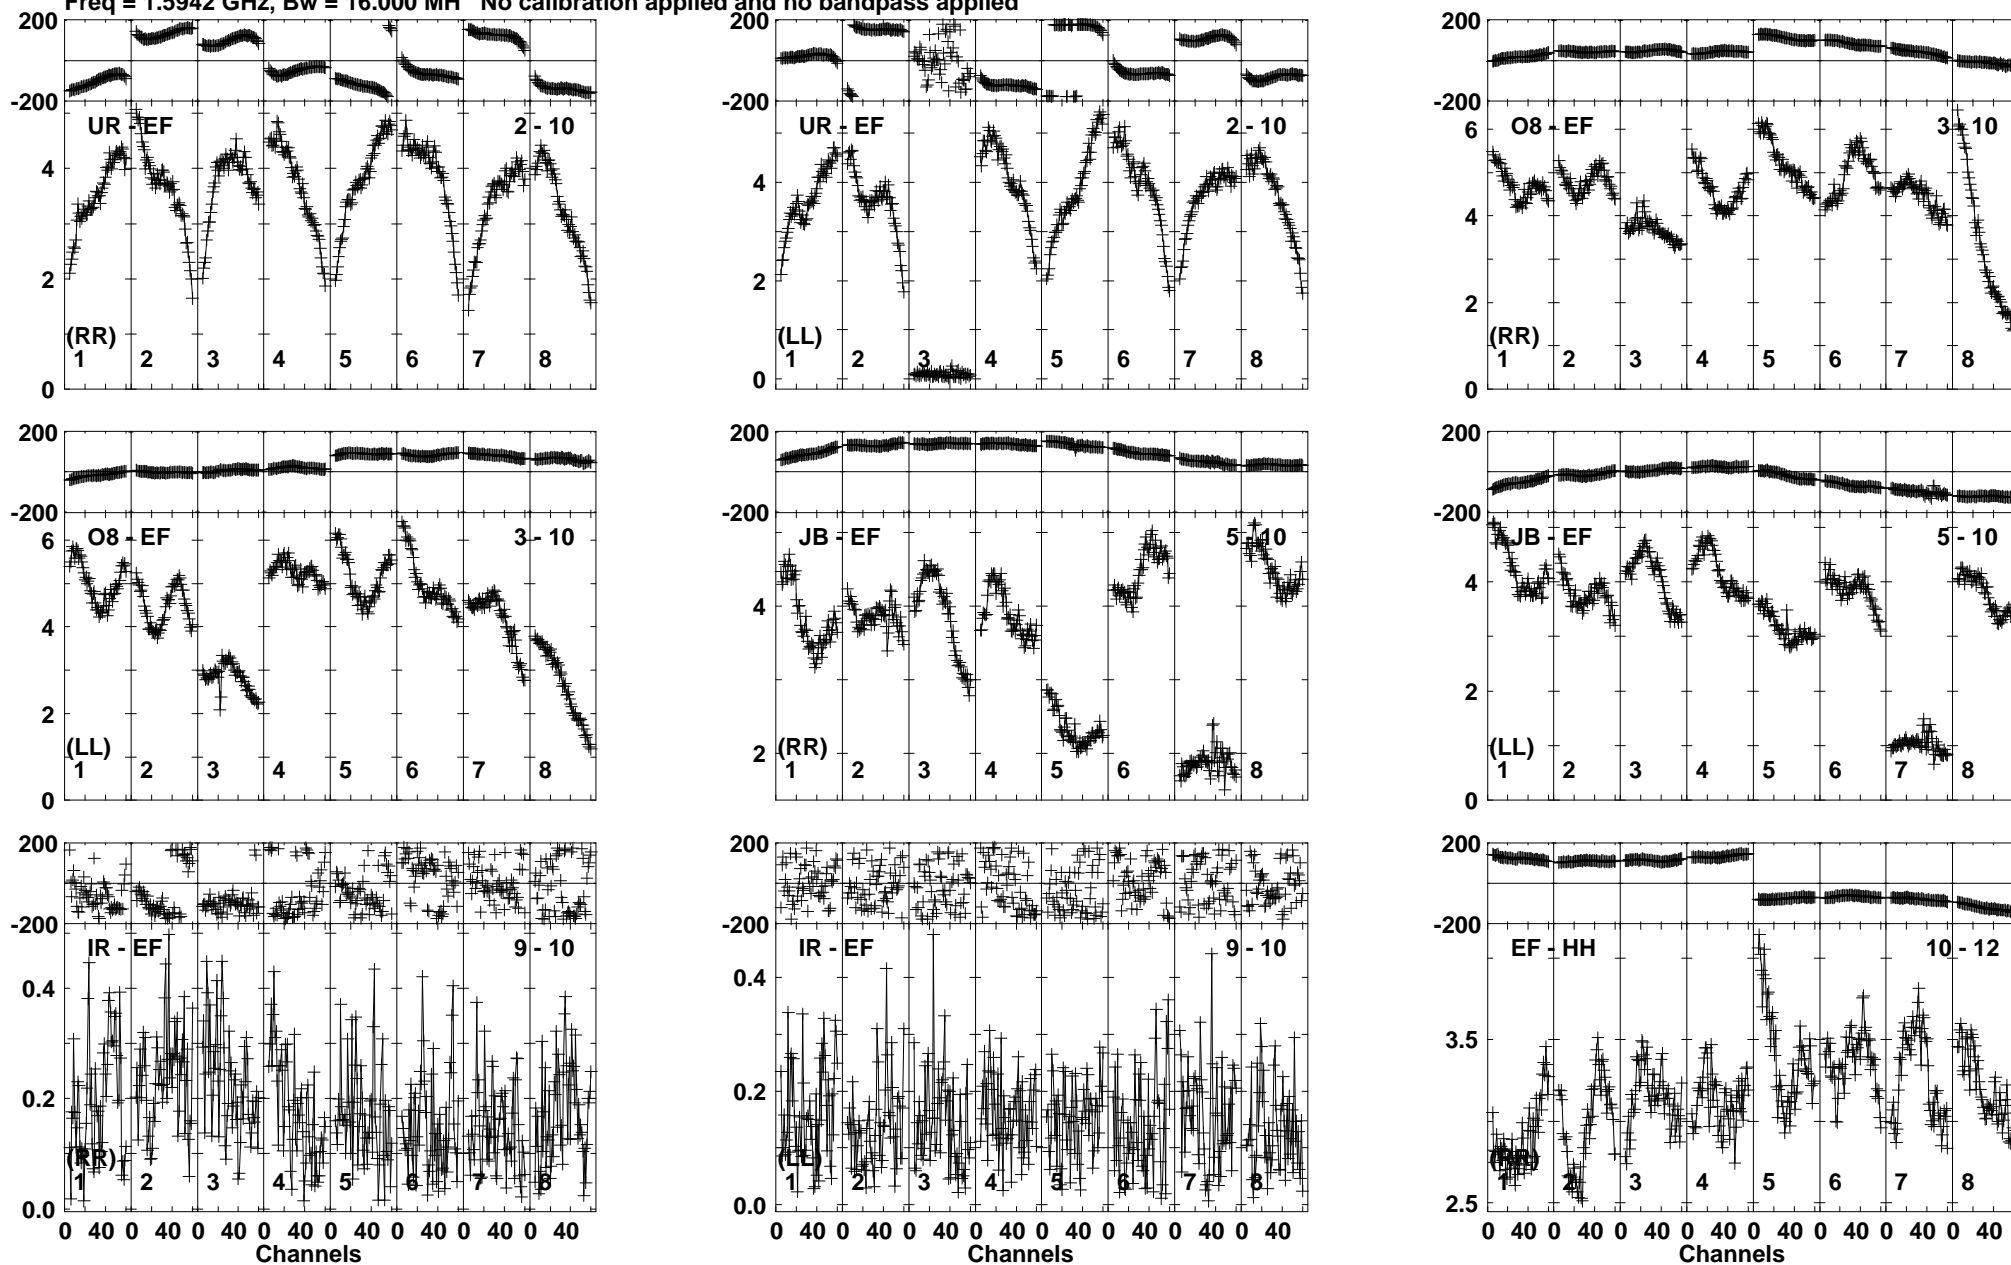 Freq = 1.5942 GHz, Bw = 16.000 MH No calibration applied and no bandpass applied
200 200 200
-200 -200 -200
UR - EF 2 - 10 UR - EF 2 - 10 O8 - EF 3 - 10
6
4 4 4
2 2 2
(RR) (LL) (RR)
1 2 3 4 5 6 7 8 1 2 3 4 5 6 7 8 1 2 3 4 5 6 7 8
0 0 0
200 200 200
-200 -200 -200
O8 - EF 3 - 10 JB - EF 5 - 10 JB - EF 5 - 10
6
4 4 4
2 2 2
(LL) (RR) (LL)
1 2 3 4 5 6 7 8 1 2 3 4 5 6 7 8 1 2 3 4 5 6 7 8
0 0
200 200 200
-200 -200 -200
IR - EF 9 - 10 IR - EF 9 - 10 EF - HH 10 - 12
0.4 0.4 3.5
0.2 0.2
(RR) (LL) (RR)
1 2 3 4 5 6 7 8 1 2 3 4 5 6 7 8 1 2 3 4 5 6 7 8
0.0 0.0 2.5
0 40 0 40 0 40 0 40 0 40 0 40 0 40 0 40 0 40 0 40 0 40 0 40 0 40 0 40 0 40 0 40 0 40 0 40 0 40 0 40 0 40 0 40 0 40 0 40
Channels Channels Channels